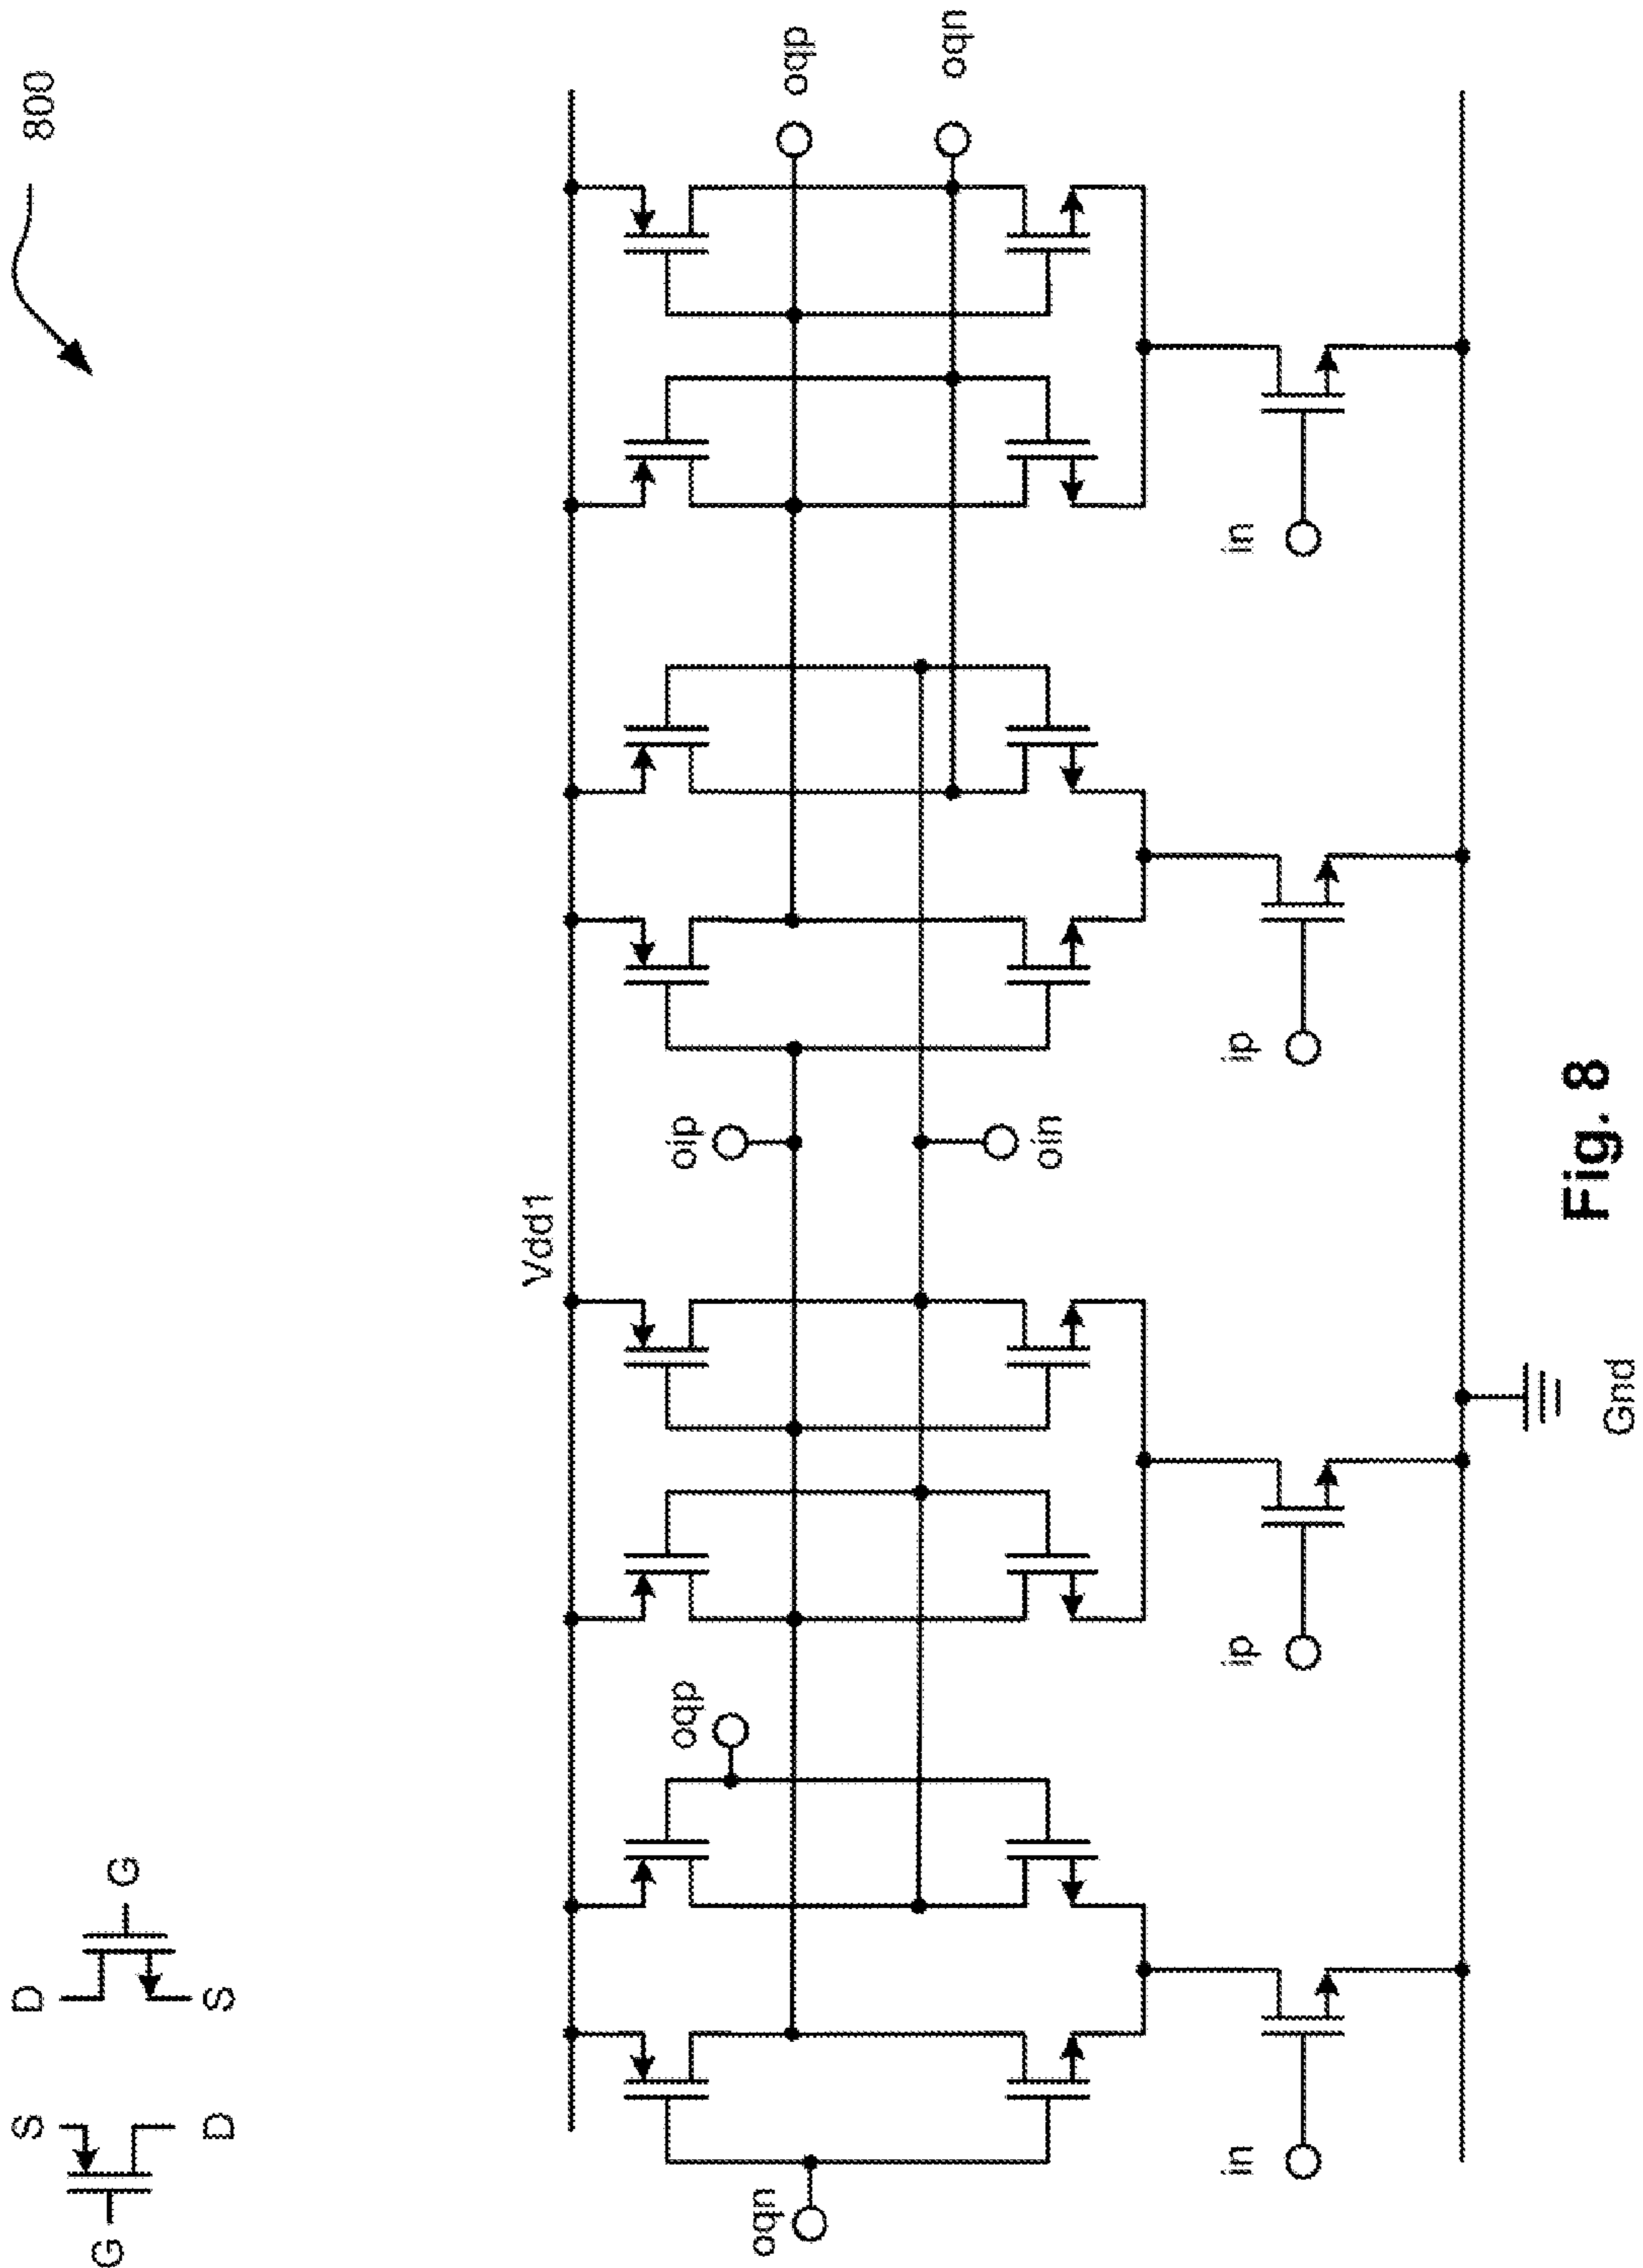 S
D
800
G
G
D
S
Vdd1
oqp
oip
oqn
oqp
oqn
oin
in
ip
ip
in
Gnd
Fig. 8